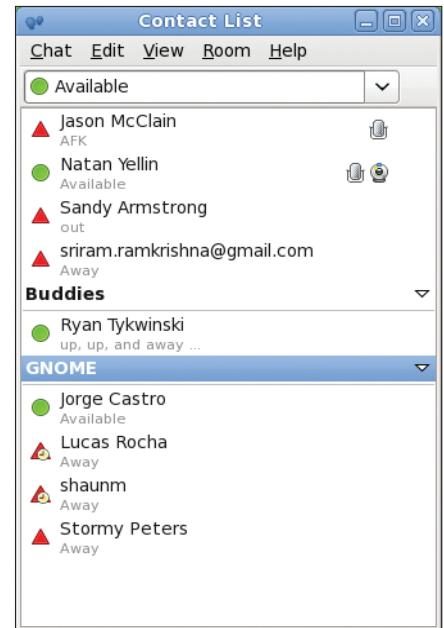 Contact List
Chat Edit View Room Help
Available
Jason McClain
AFK
Natan Yellin
Available
Sandy Armstrong
out
sriram.ramkrishna@gmail.com
Away
Buddies
Ryan Tykwinski
up, up, and away ...
GNOME
Jorge Castro
Available
Lucas Rocha
Away
shaunm
Away
Stormy Peters
Away